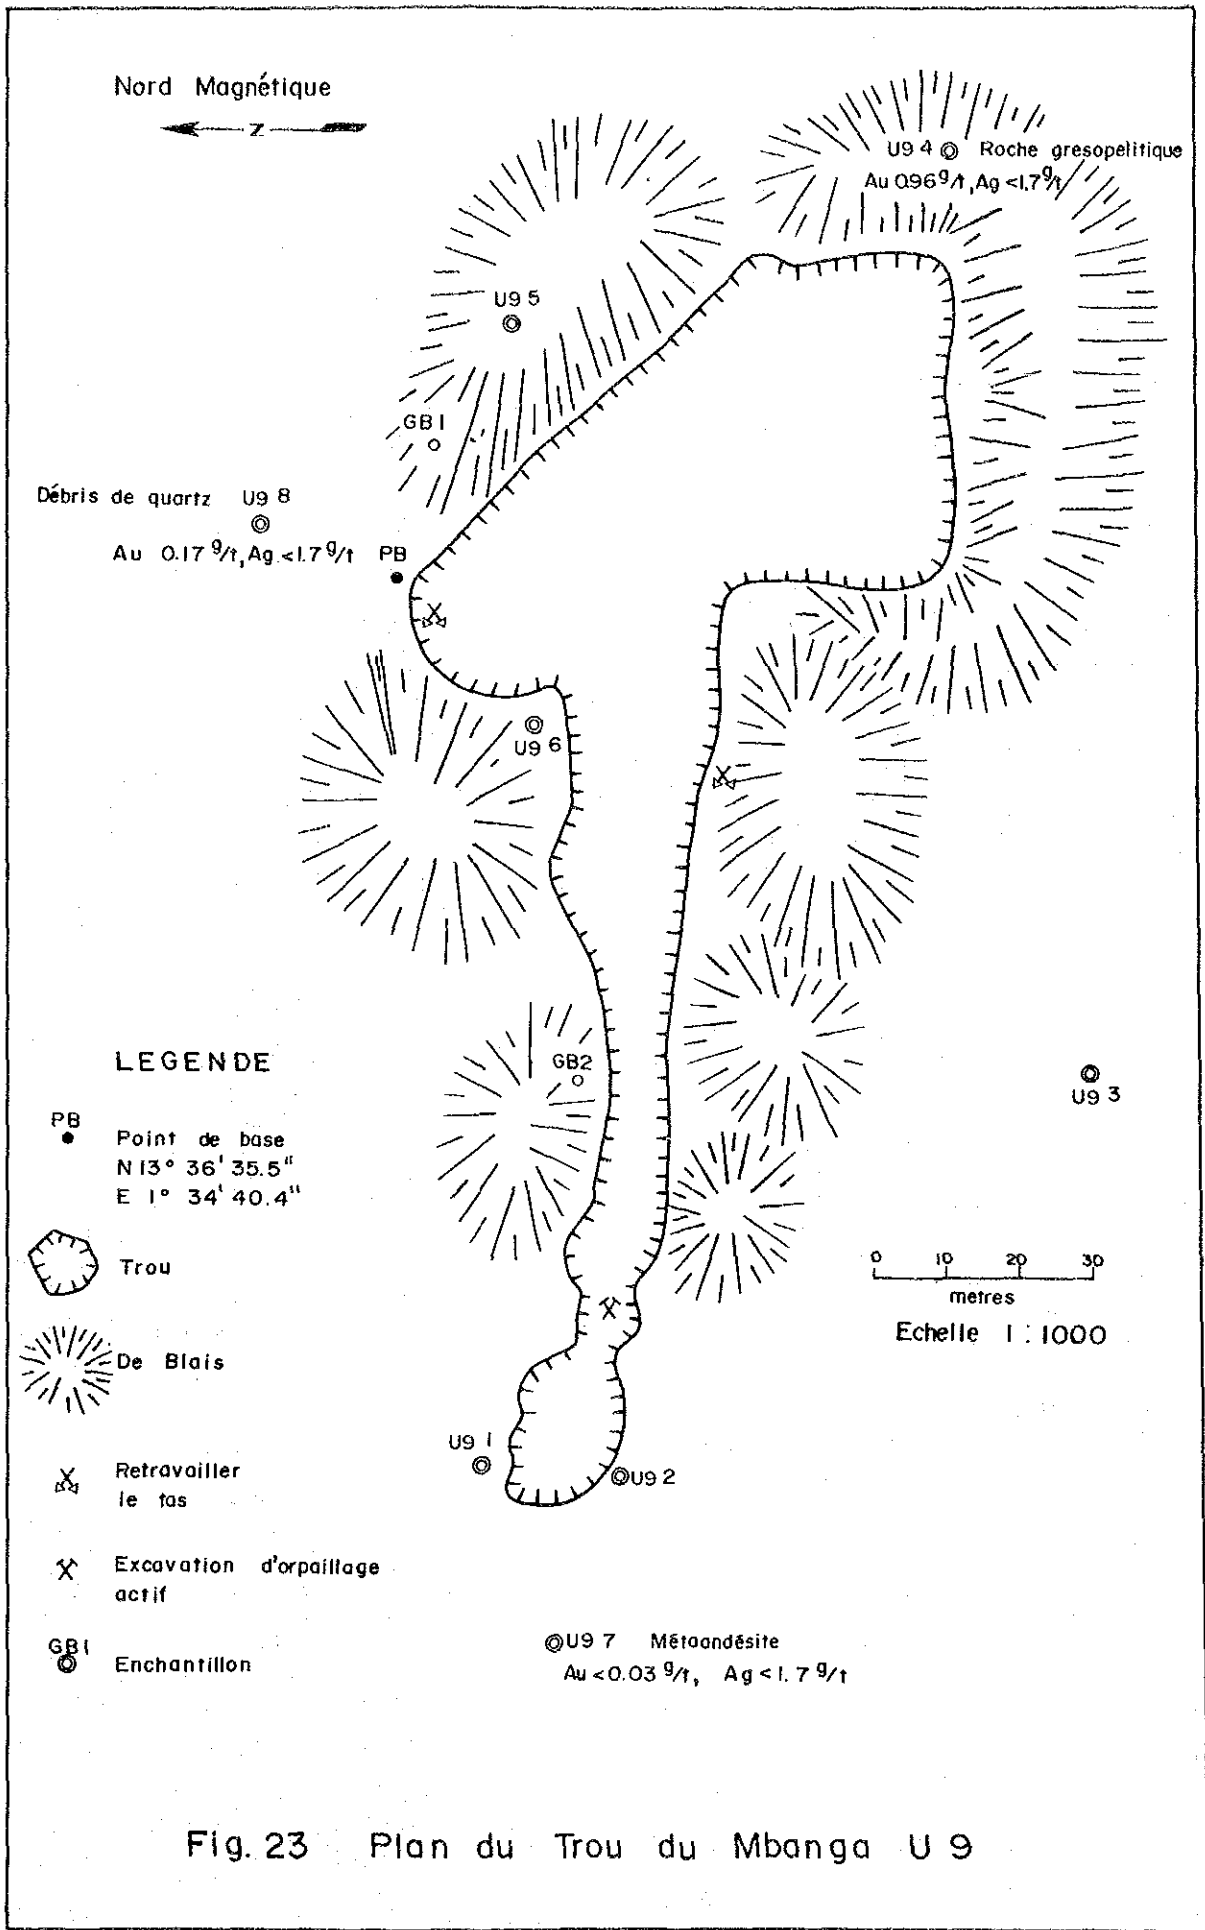 Nord Magnétique
Z
U9 4 Roche gresopelitique
Au 0.96 g/t, Ag <1.7 g/t
U9 5
GB1
Débris de quartz U9 8
Au 0.17 g/t, Ag <1.7 g/t PB
U9 6
GB2
U9 3
LEGENDE
PB
Point de base
N 13° 36' 35.5"
E 1° 34' 40.4"
Trou
0 10 20 30
metres
Echelle 1 : 1000
De Blais
U9 1
U9 2
Retravailler
le tas
Excavation d'orpaillage
actif
GB1
Enchantillon
U9 7 Métaandésite
Au <0.03 g/t, Ag <1.7 g/t
Fig. 23 Plan du Trou du Mbanga U 9